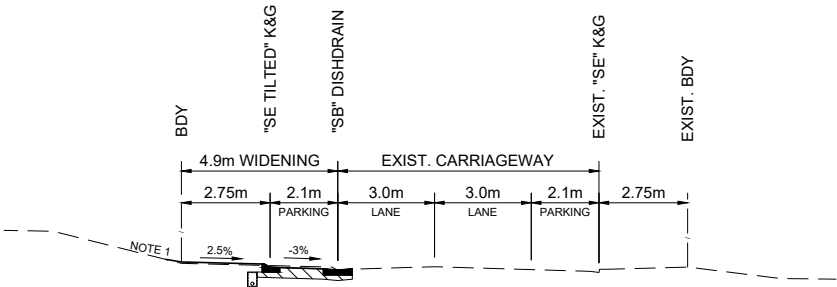 BDY
"SE TILTED" K&G
"SB" DISHDRAIN
EXIST. "SE" K&G
EXIST. BDY
4.9m WIDENING
EXIST. CARRIAGEWAY
2.75m
2.1m
PARKING
3.0m
LANE
3.0m
LANE
2.1m
PARKING
2.75m
NOTE 1
2.5%
-3%